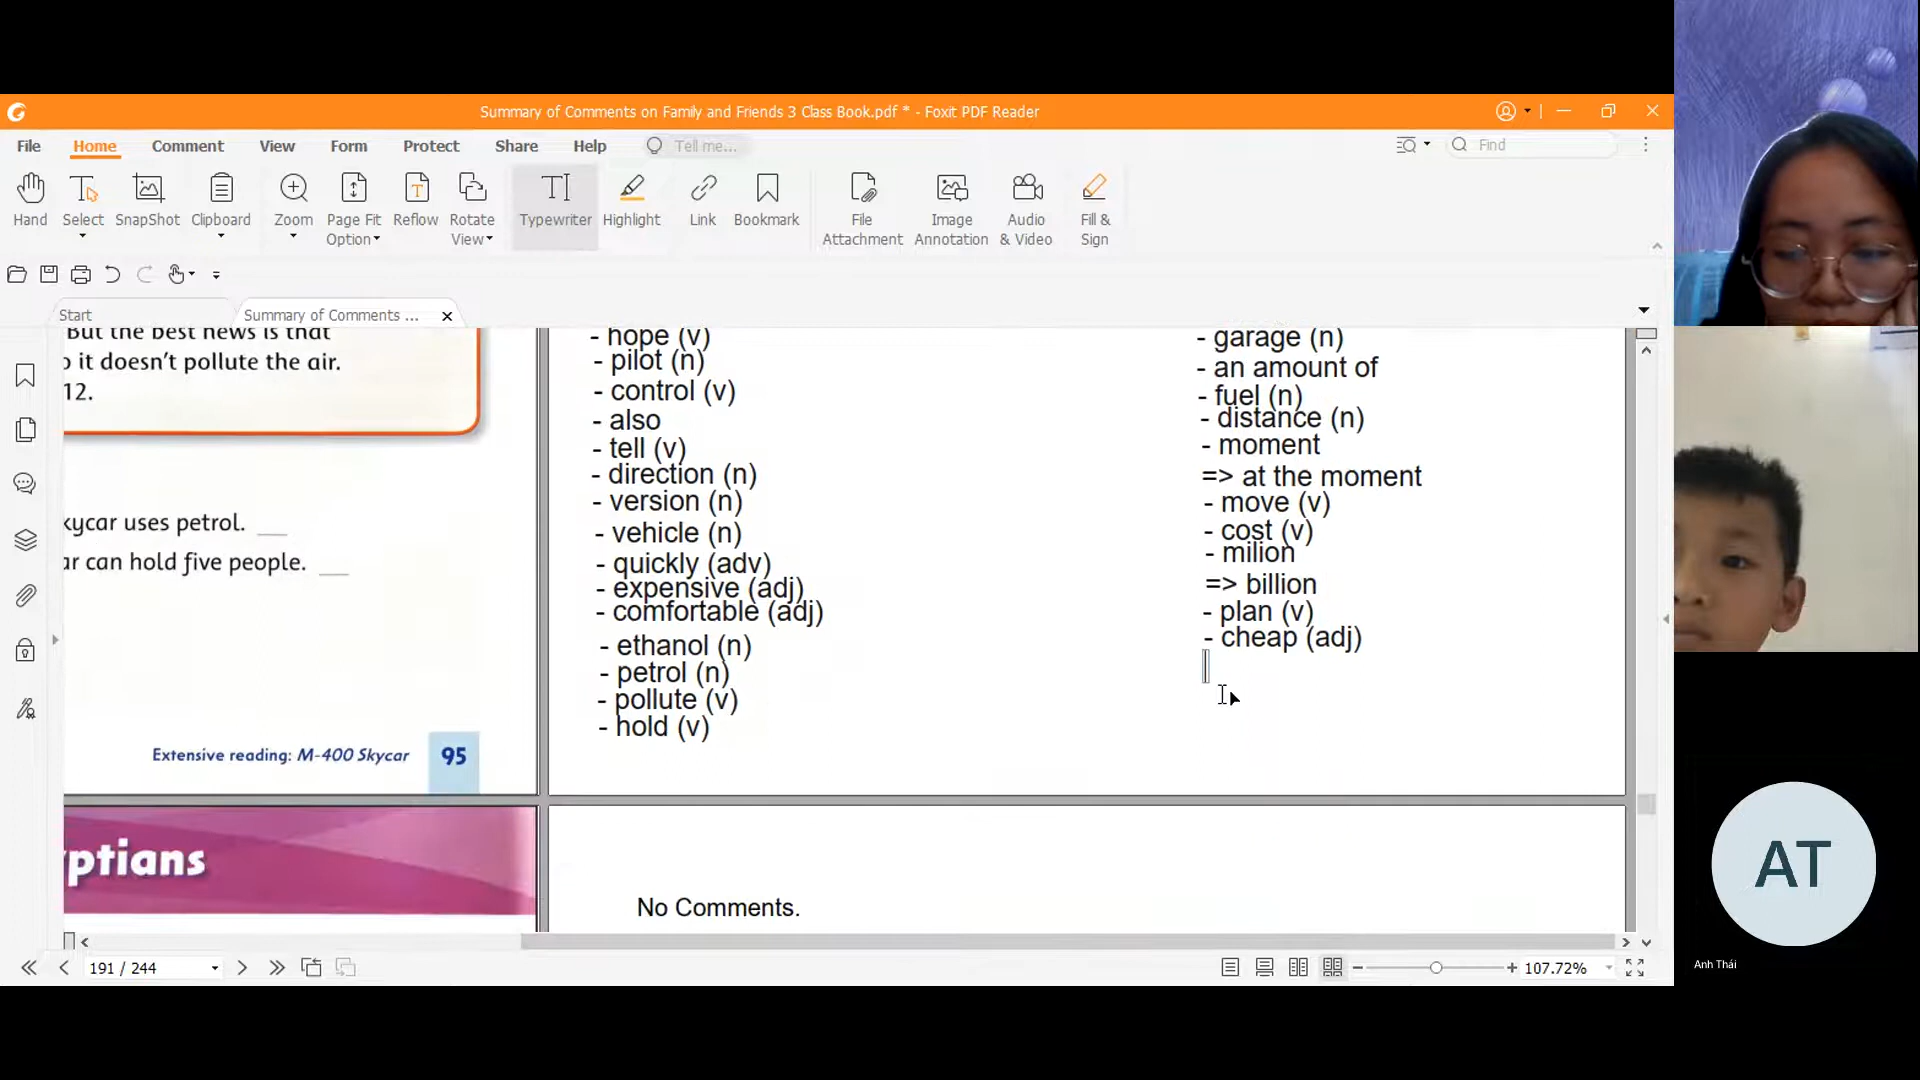 Summary of Comments on Family and Friends 3 Class Book.pdf * - Foxit PDF Reader
File Home Comment View Form Protect Share Help Tell me... Find
Hand Select SnapShot Clipboard Zoom Page Fit Option Reflow Rotate View Typewriter Highlight Link Bookmark File Attachment Image Annotation Audio & Video Fill & Sign
Start Summary of Comments ...
But the best news is that
o it doesn't pollute the air.
12.
kycar uses petrol. __
ar can hold five people. __
Extensive reading: M-400 Skycar 95
yptians
- hope (v)
- pilot (n)
- control (v)
- also
- tell (v)
- direction (n)
- version (n)
- vehicle (n)
- quickly (adv)
- expensive (adj)
- comfortable (adj)
- ethanol (n)
- petrol (n)
- pollute (v)
- hold (v)
- garage (n)
- an amount of
- fuel (n)
- distance (n)
- moment
=> at the moment
- move (v)
- cost (v)
- milion
=> billion
- plan (v)
- cheap (adj)
No Comments.
191 / 244
107.72%
AT
Anh Thái